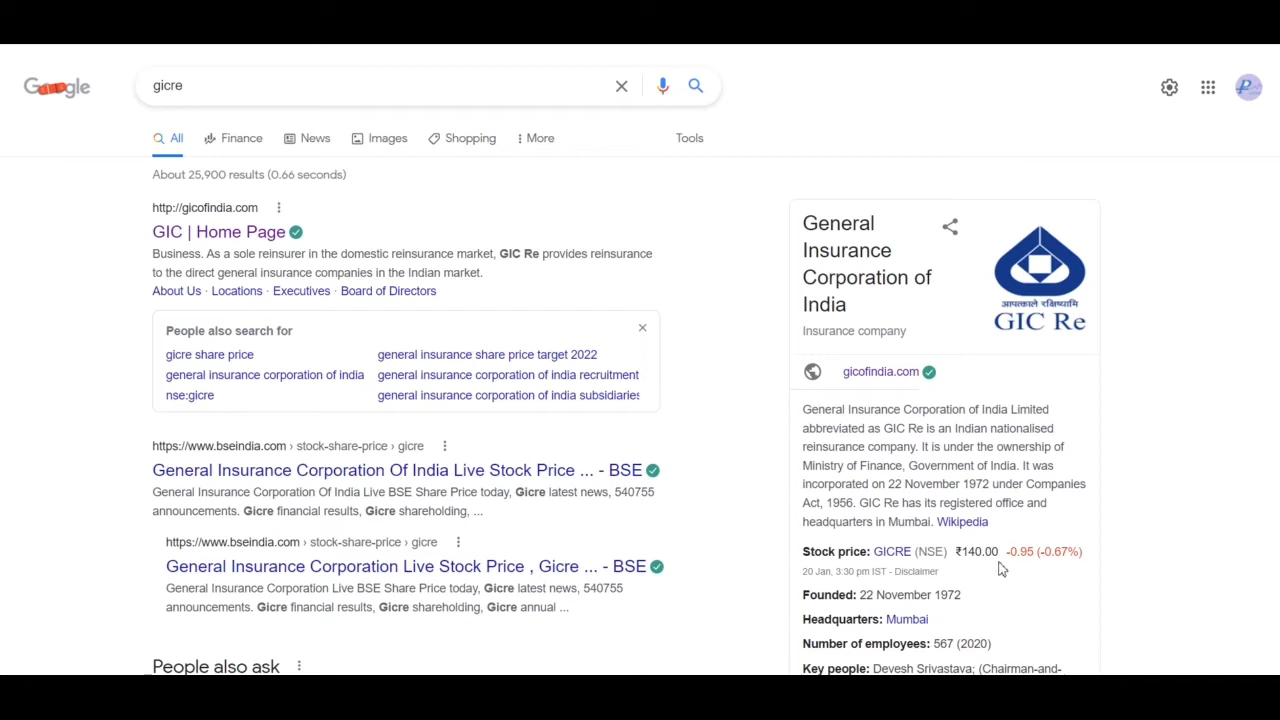 Google
gicre
All
Finance
News
Images
Shopping
More
Tools
About 25,900 results (0.66 seconds)
http://gicofindia.com
GIC | Home Page
Business. As a sole reinsurer in the domestic reinsurance market, GIC Re provides reinsurance
to the direct general insurance companies in the Indian market.
About Us · Locations · Executives · Board of Directors
People also search for
gicre share price
general insurance share price target 2022
general insurance corporation of india
general insurance corporation of india recruitment
nse:gicre
general insurance corporation of india subsidiaries
https://www.bseindia.com › stock-share-price › gicre
General Insurance Corporation Of India Live Stock Price ... - BSE
General Insurance Corporation Of India Live BSE Share Price today, Gicre latest news, 540755
announcements. Gicre financial results, Gicre shareholding, ...
https://www.bseindia.com › stock-share-price › gicre
General Insurance Corporation Live Stock Price , Gicre ... - BSE
General Insurance Corporation Live BSE Share Price today, Gicre latest news, 540755
announcements. Gicre financial results, Gicre shareholding, Gicre annual ...
People also ask
General
Insurance
Corporation of
India
Insurance company
आपत्काले रक्षिष्यामि
GIC Re
gicofindia.com
General Insurance Corporation of India Limited
abbreviated as GIC Re is an Indian nationalised
reinsurance company. It is under the ownership of
Ministry of Finance, Government of India. It was
incorporated on 22 November 1972 under Companies
Act, 1956. GIC Re has its registered office and
headquarters in Mumbai. Wikipedia
Stock price: GICRE (NSE) ₹140.00 -0.95 (-0.67%)
20 Jan, 3:30 pm IST - Disclaimer
Founded: 22 November 1972
Headquarters: Mumbai
Number of employees: 567 (2020)
Key people: Devesh Srivastava; (Chairman-and-